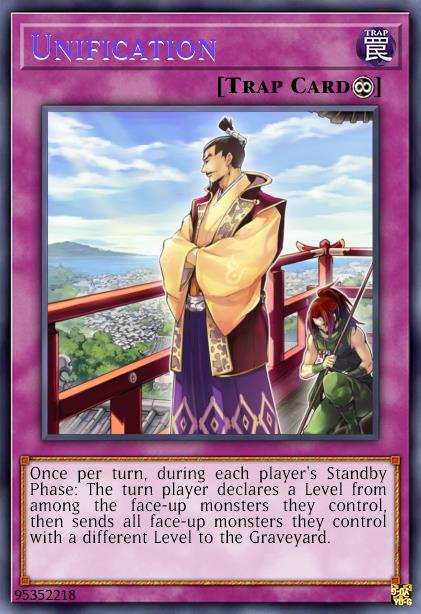 Unification
TRAP
罠
[Trap Card]
Once per turn, during each player's Standby
Phase: The turn player declares a Level from
among the face-up monsters they control,
then sends all face-up monsters they control
with a different Level to the Graveyard.
95352218